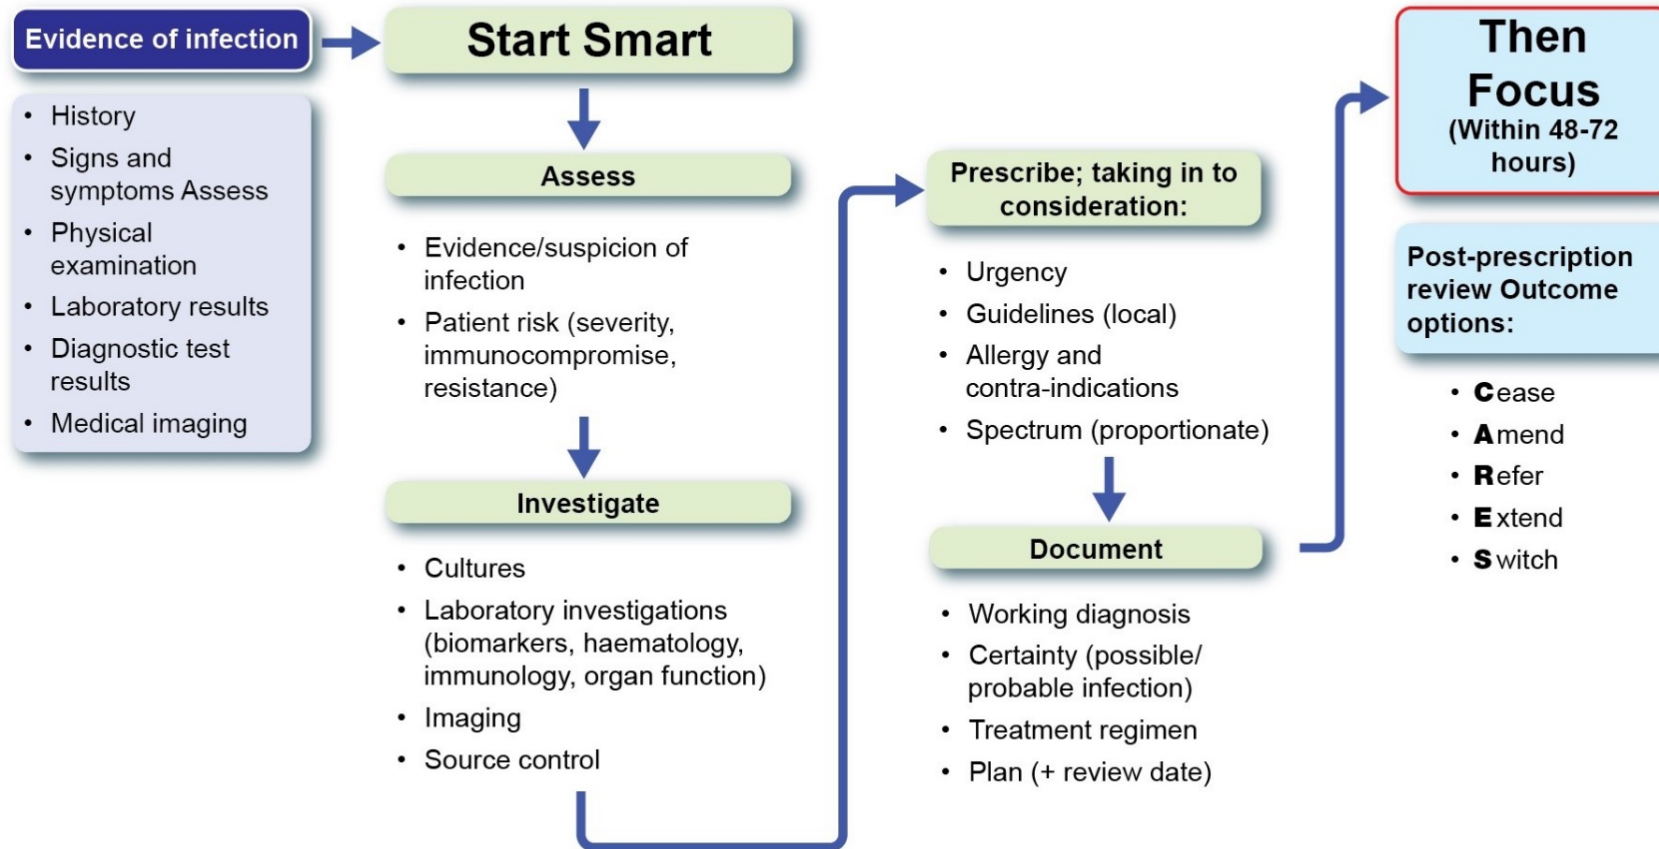 Evidence of infection
• History
• Signs and
symptoms Assess
• Physical
examination
• Laboratory results
• Diagnostic test
results
• Medical imaging
Start Smart
Assess
• Evidence/suspicion of
infection
• Patient risk (severity,
immunocompromise,
resistance)
Investigate
• Cultures
• Laboratory investigations
(biomarkers, haematology,
immunology, organ function)
• Imaging
• Source control
Prescribe; taking in to
consideration:
• Urgency
• Guidelines (local)
• Allergy and
contra-indications
• Spectrum (proportionate)
Document
• Working diagnosis
• Certainty (possible/
probable infection)
• Treatment regimen
• Plan (+ review date)
Then
Focus
(Within 48-72
hours)
Post-prescription
review Outcome
options:
• Cease
• Amend
• Refer
• Extend
• Switch